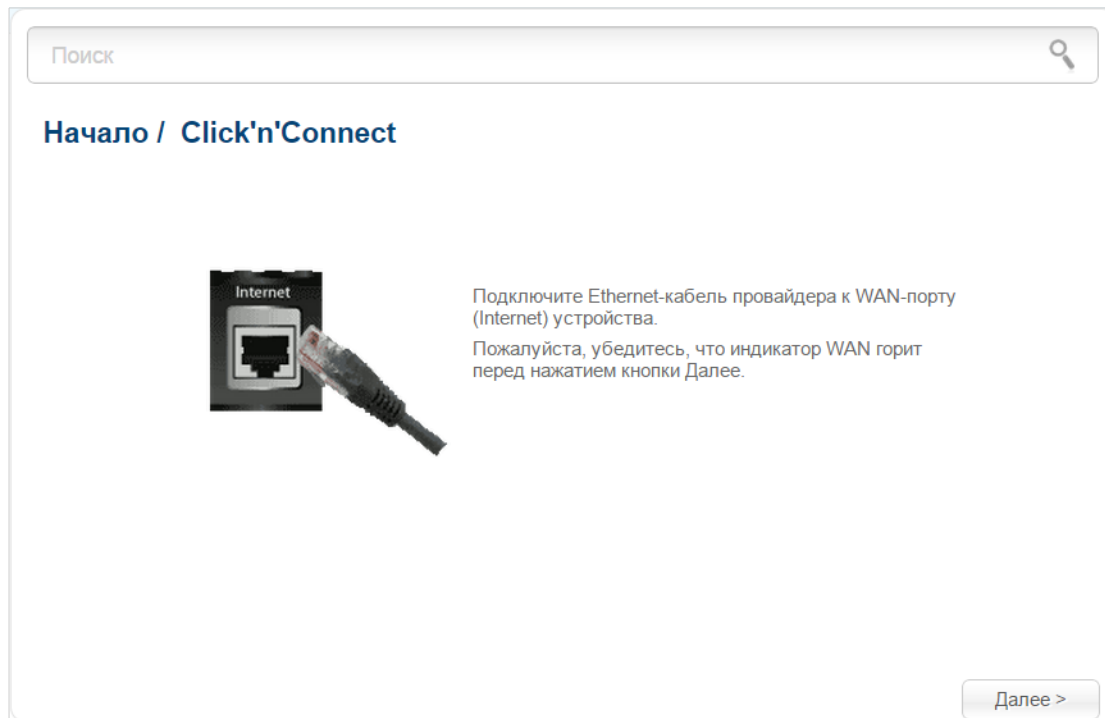 Поиск
Начало / Click'n'Connect
Internet
Подключите Ethernet-кабель провайдера к WAN-порту
(Internet) устройства.
Пожалуйста, убедитесь, что индикатор WAN горит
перед нажатием кнопки Далее.
Далее >